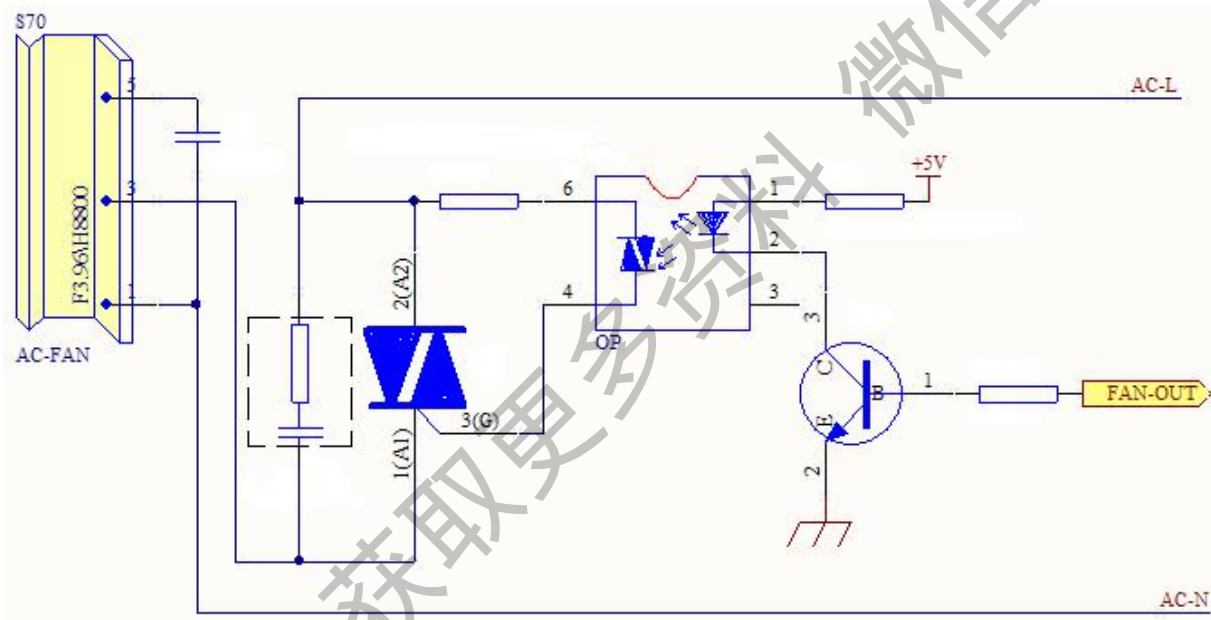 S70
5
AC-L
+5V
3
6
1
F3.96\H8800
2
2(A2)
1
4
3
3
AC-FAN
OP
C
B
1
FAN-OUT
3(G)
E
1(A1)
2
AC-N
获取更多资料 微信